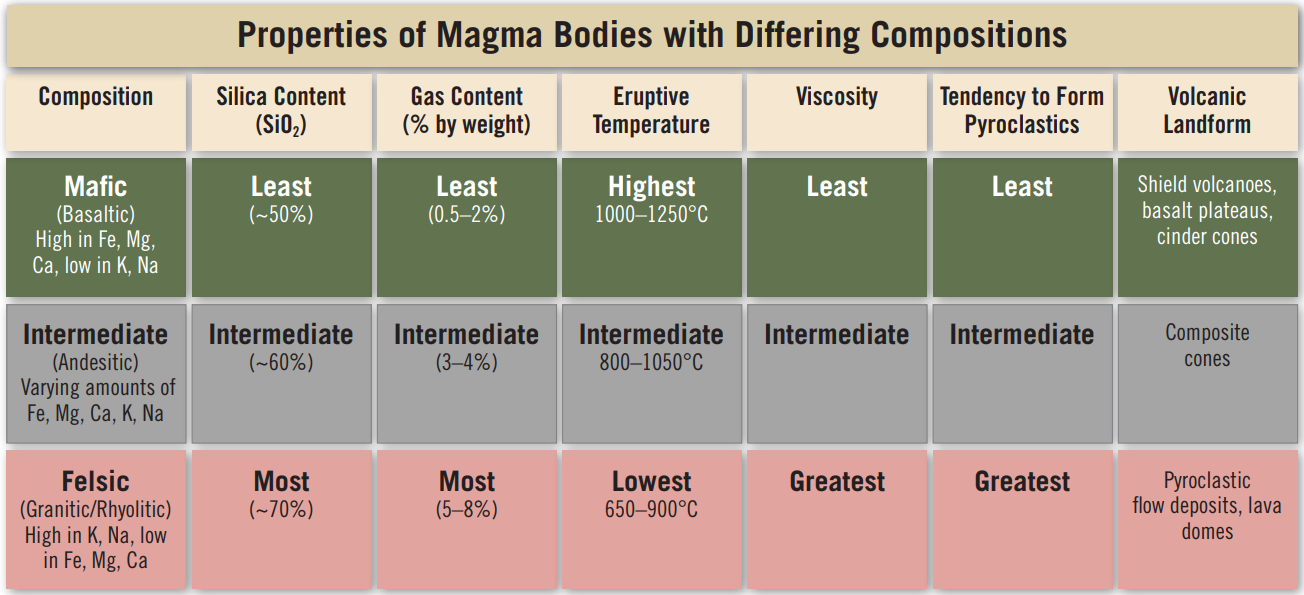 Properties of Magma Bodies with Differing Compositions
Composition
Silica Content
(SiO₂)
Gas Content
(% by weight)
Eruptive
Temperature
Viscosity
Tendency to Form
Pyroclastics
Volcanic
Landform
Mafic
(Basaltic)
High in Fe, Mg,
Ca, low in K, Na
Least
(~50%)
Least
(0.5–2%)
Highest
1000–1250°C
Least
Least
Shield volcanoes,
basalt plateaus,
cinder cones
Intermediate
(Andesitic)
Varying amounts of
Fe, Mg, Ca, K, Na
Intermediate
(~60%)
Intermediate
(3–4%)
Intermediate
800–1050°C
Intermediate
Intermediate
Composite
cones
Felsic
(Granitic/Rhyolitic)
High in K, Na, low
in Fe, Mg, Ca
Most
(~70%)
Most
(5–8%)
Lowest
650–900°C
Greatest
Greatest
Pyroclastic
flow deposits, lava
domes